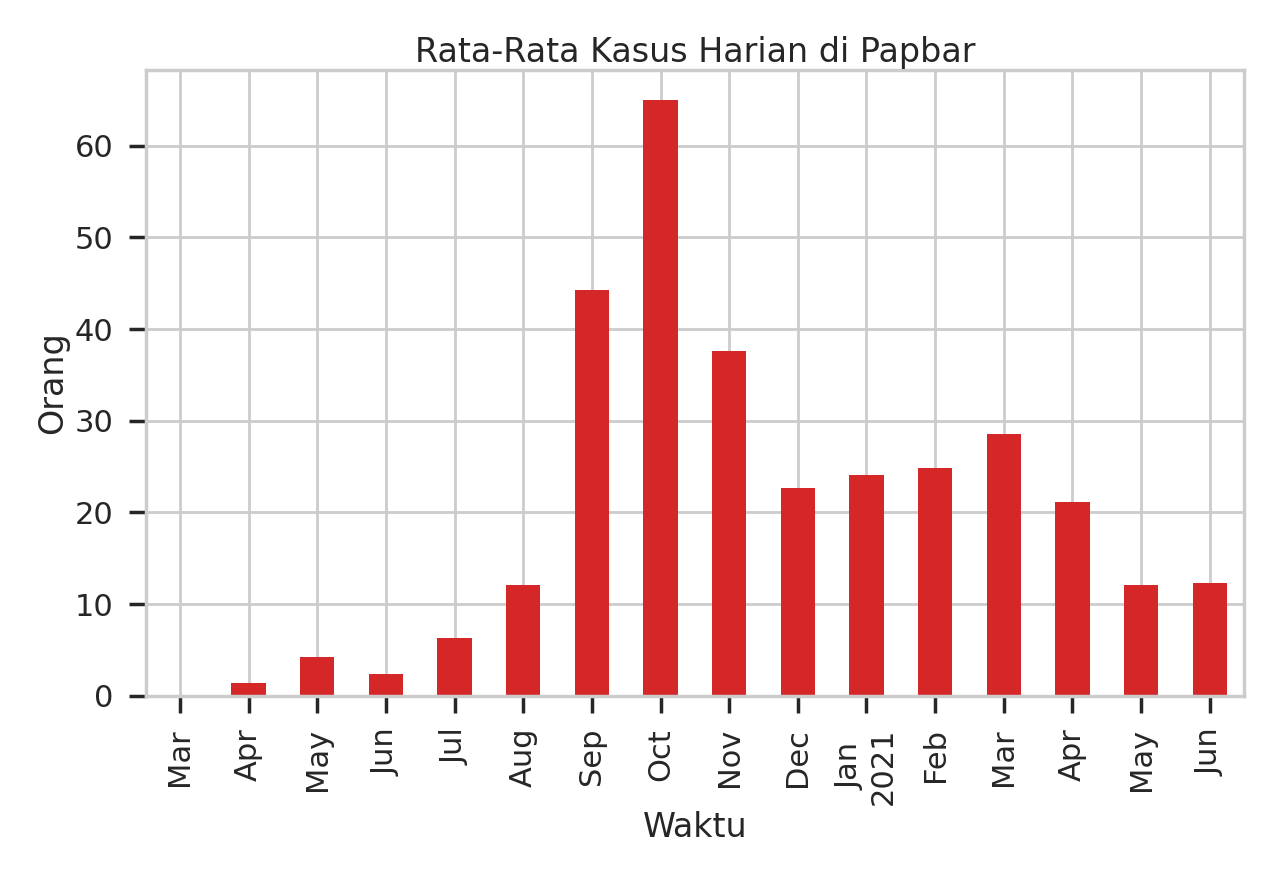 Rata-Rata Kasus Harian di Papbar
Orang
60
50
40
30
20
10
0
Mar
Apr
May
Jun
Jul
Aug
Sep
Oct
Nov
Dec
Jan
2021
Feb
Mar
Apr
May
Jun
Waktu